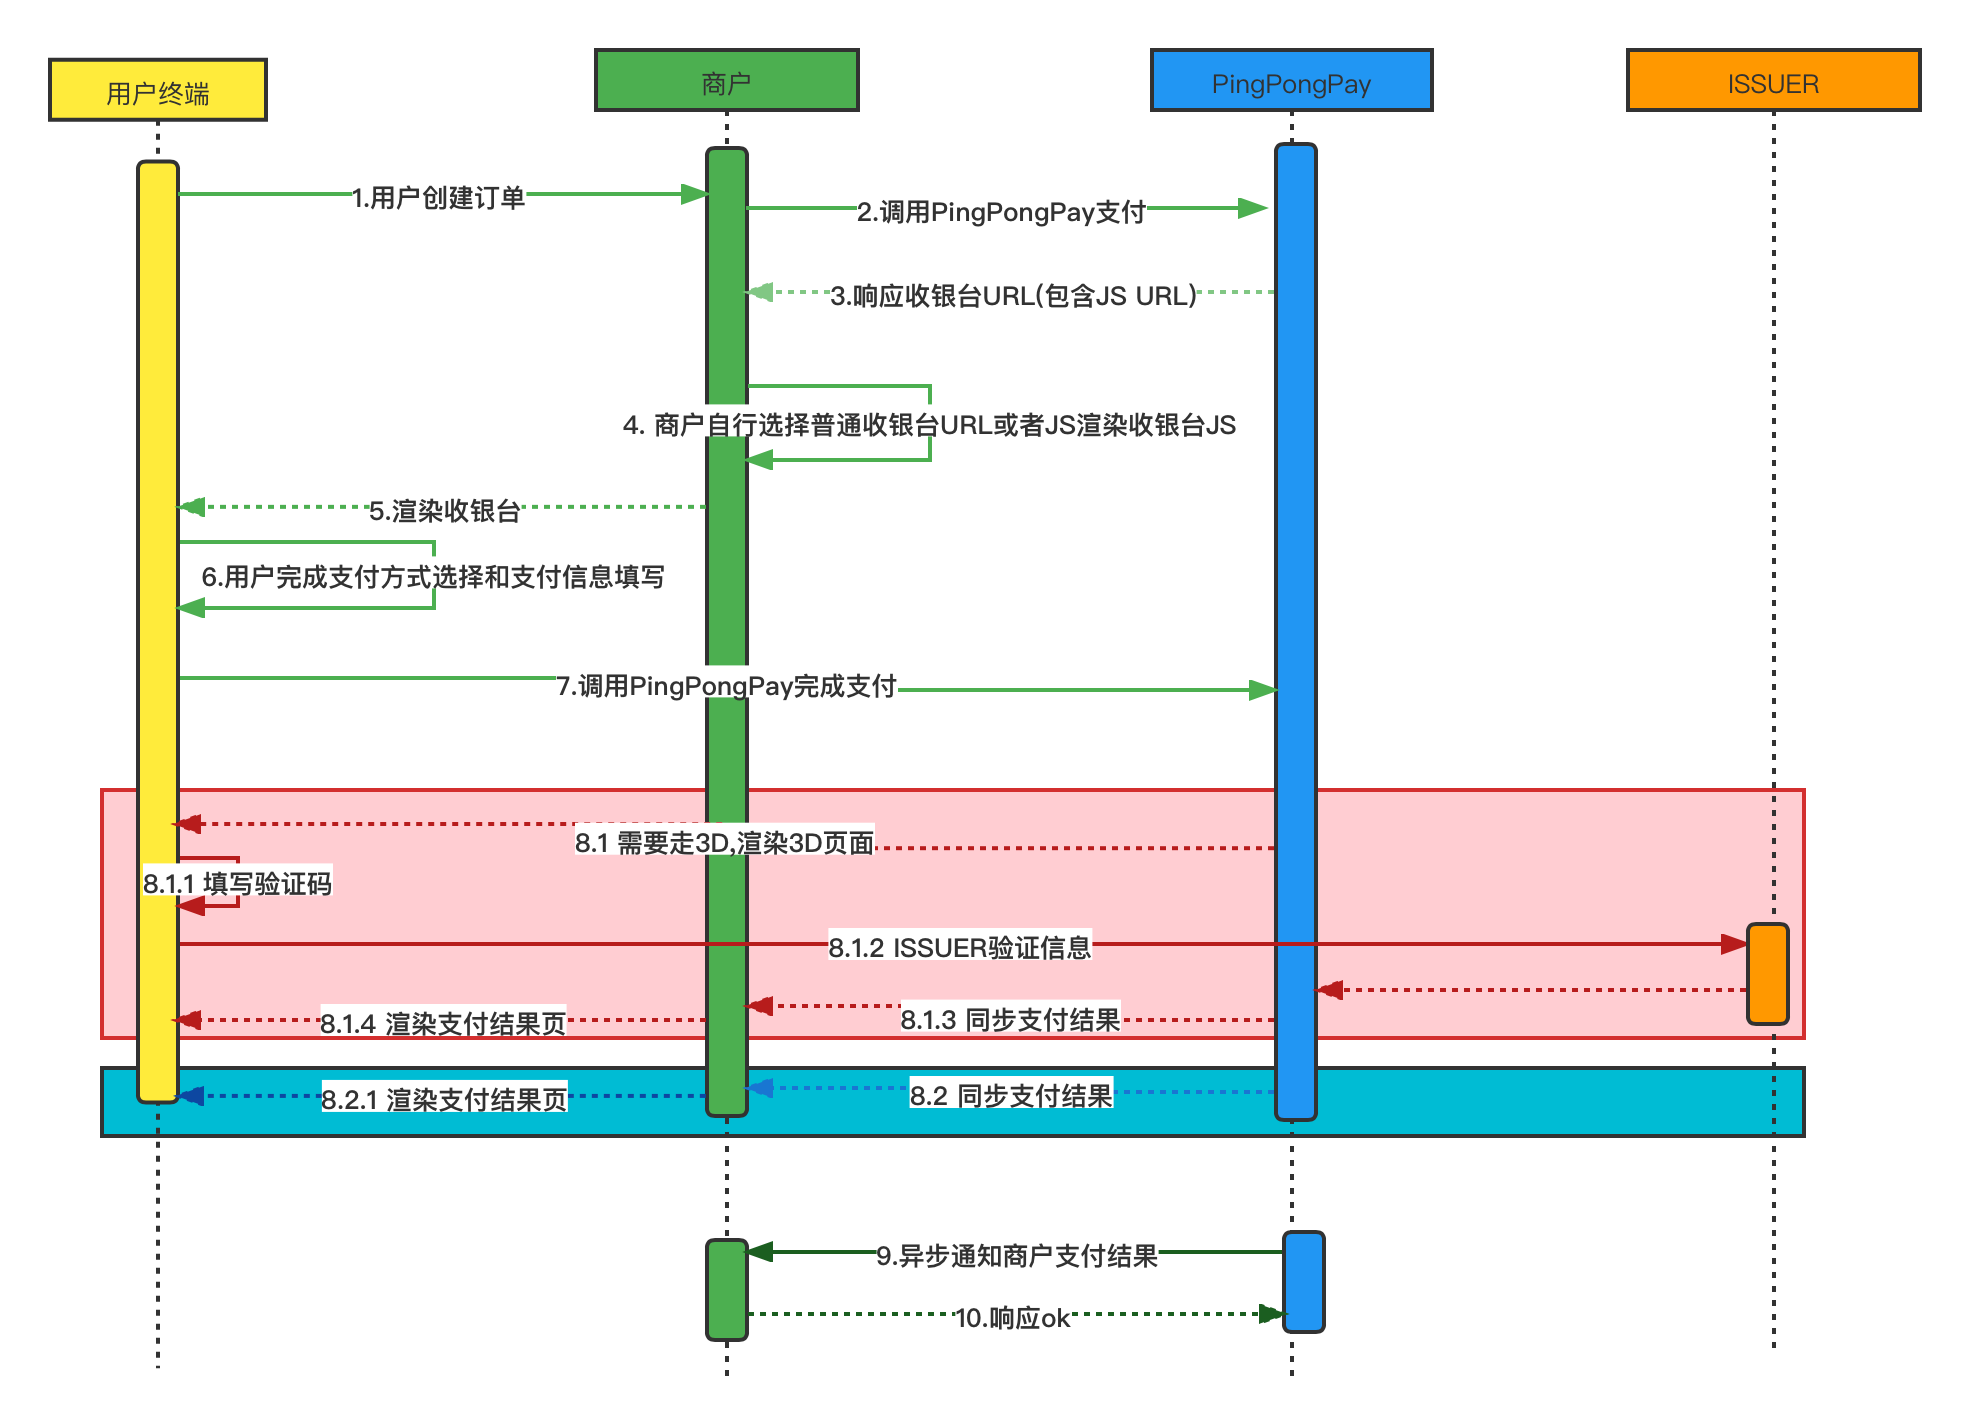 用户终端
商户
PingPongPay
ISSUER
1.用户创建订单
2.调用PingPongPay支付
3.响应收银台URL(包含JS URL)
4. 商户自行选择普通收银台URL或者JS渲染收银台JS
5.渲染收银台
6.用户完成支付方式选择和支付信息填写
7.调用PingPongPay完成支付
8.1 需要走3D,渲染3D页面
8.1.1 填写验证码
8.1.2 ISSUER验证信息
8.1.3 同步支付结果
8.1.4 渲染支付结果页
8.2 同步支付结果
8.2.1 渲染支付结果页
9.异步通知商户支付结果
10.响应ok